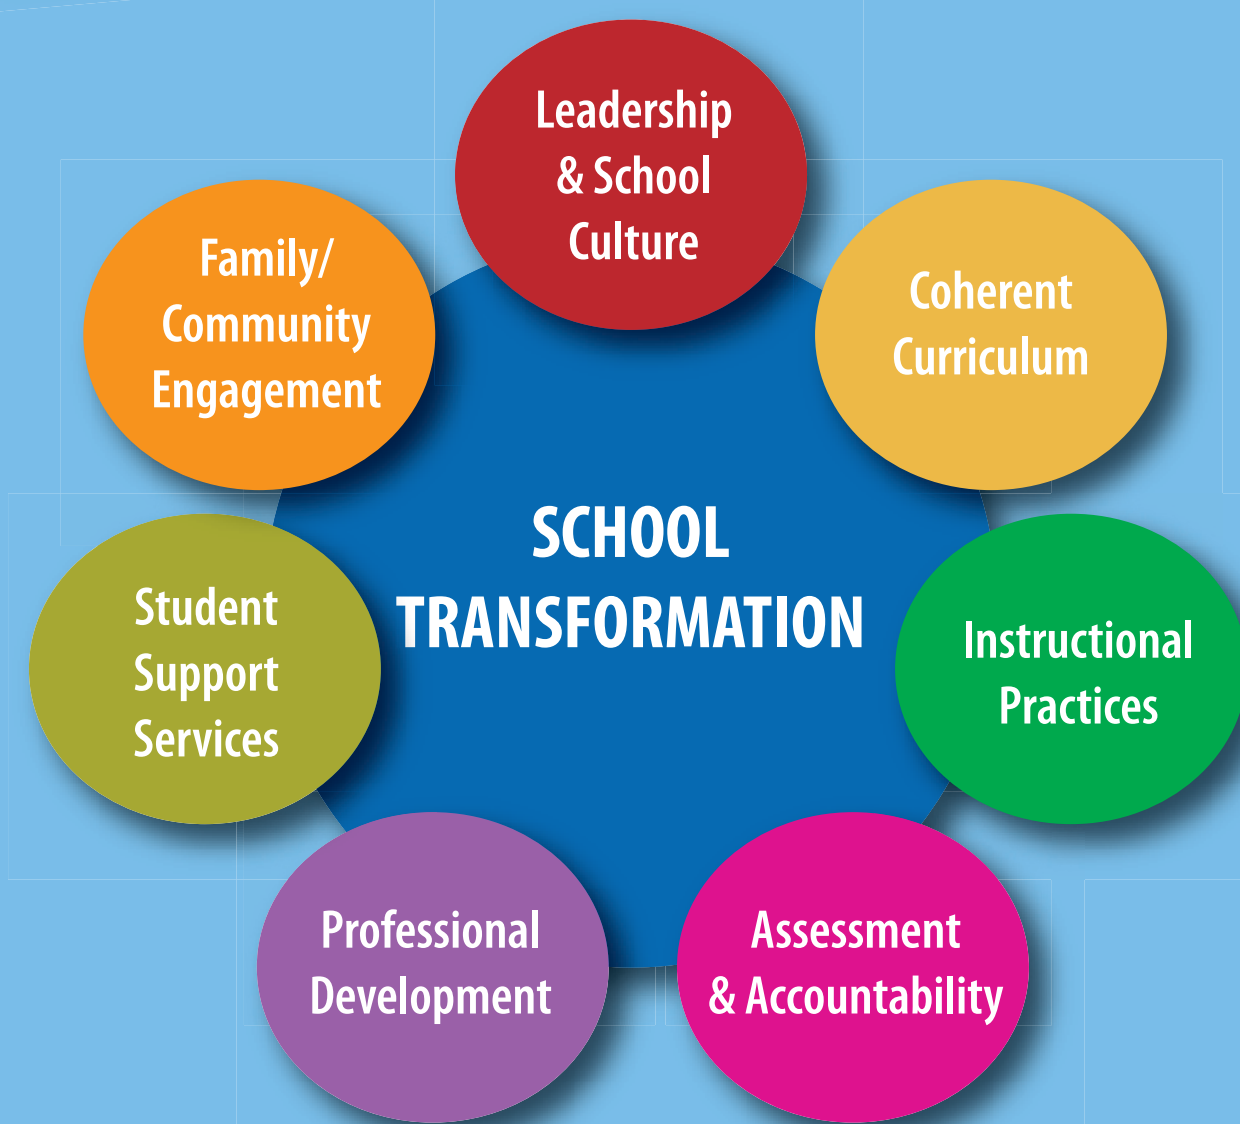 Leadership
& School
Culture
Coherent
Curriculum
Instructional
Practices
Assessment
& Accountability
Professional
Development
Student
Support
Services
Family/
Community
Engagement
SCHOOL
TRANSFORMATION